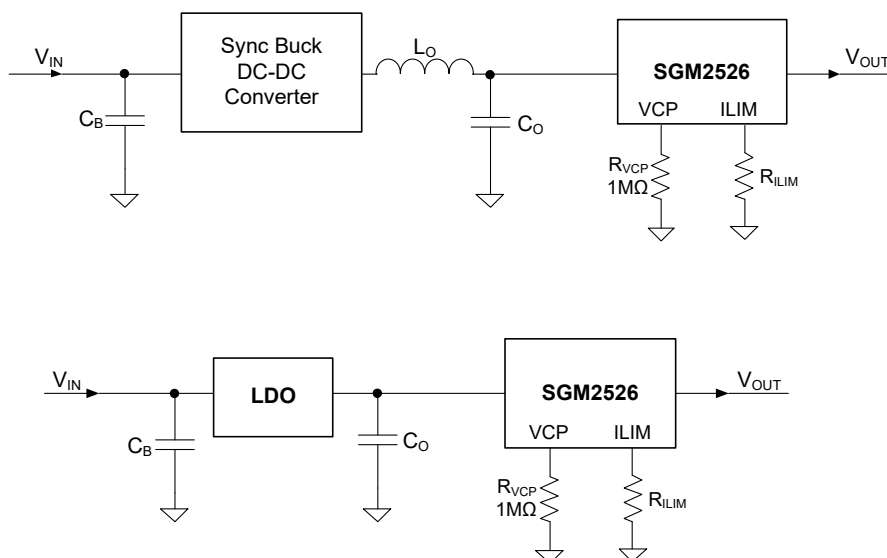 V_IN
Sync Buck
DC-DC
Converter
L_O
SGM2526
V_OUT
C_B
C_O
VCP ILIM
R_VCP
1MΩ
R_ILIM
V_IN
LDO
SGM2526
V_OUT
C_B
C_O
VCP ILIM
R_VCP
1MΩ
R_ILIM